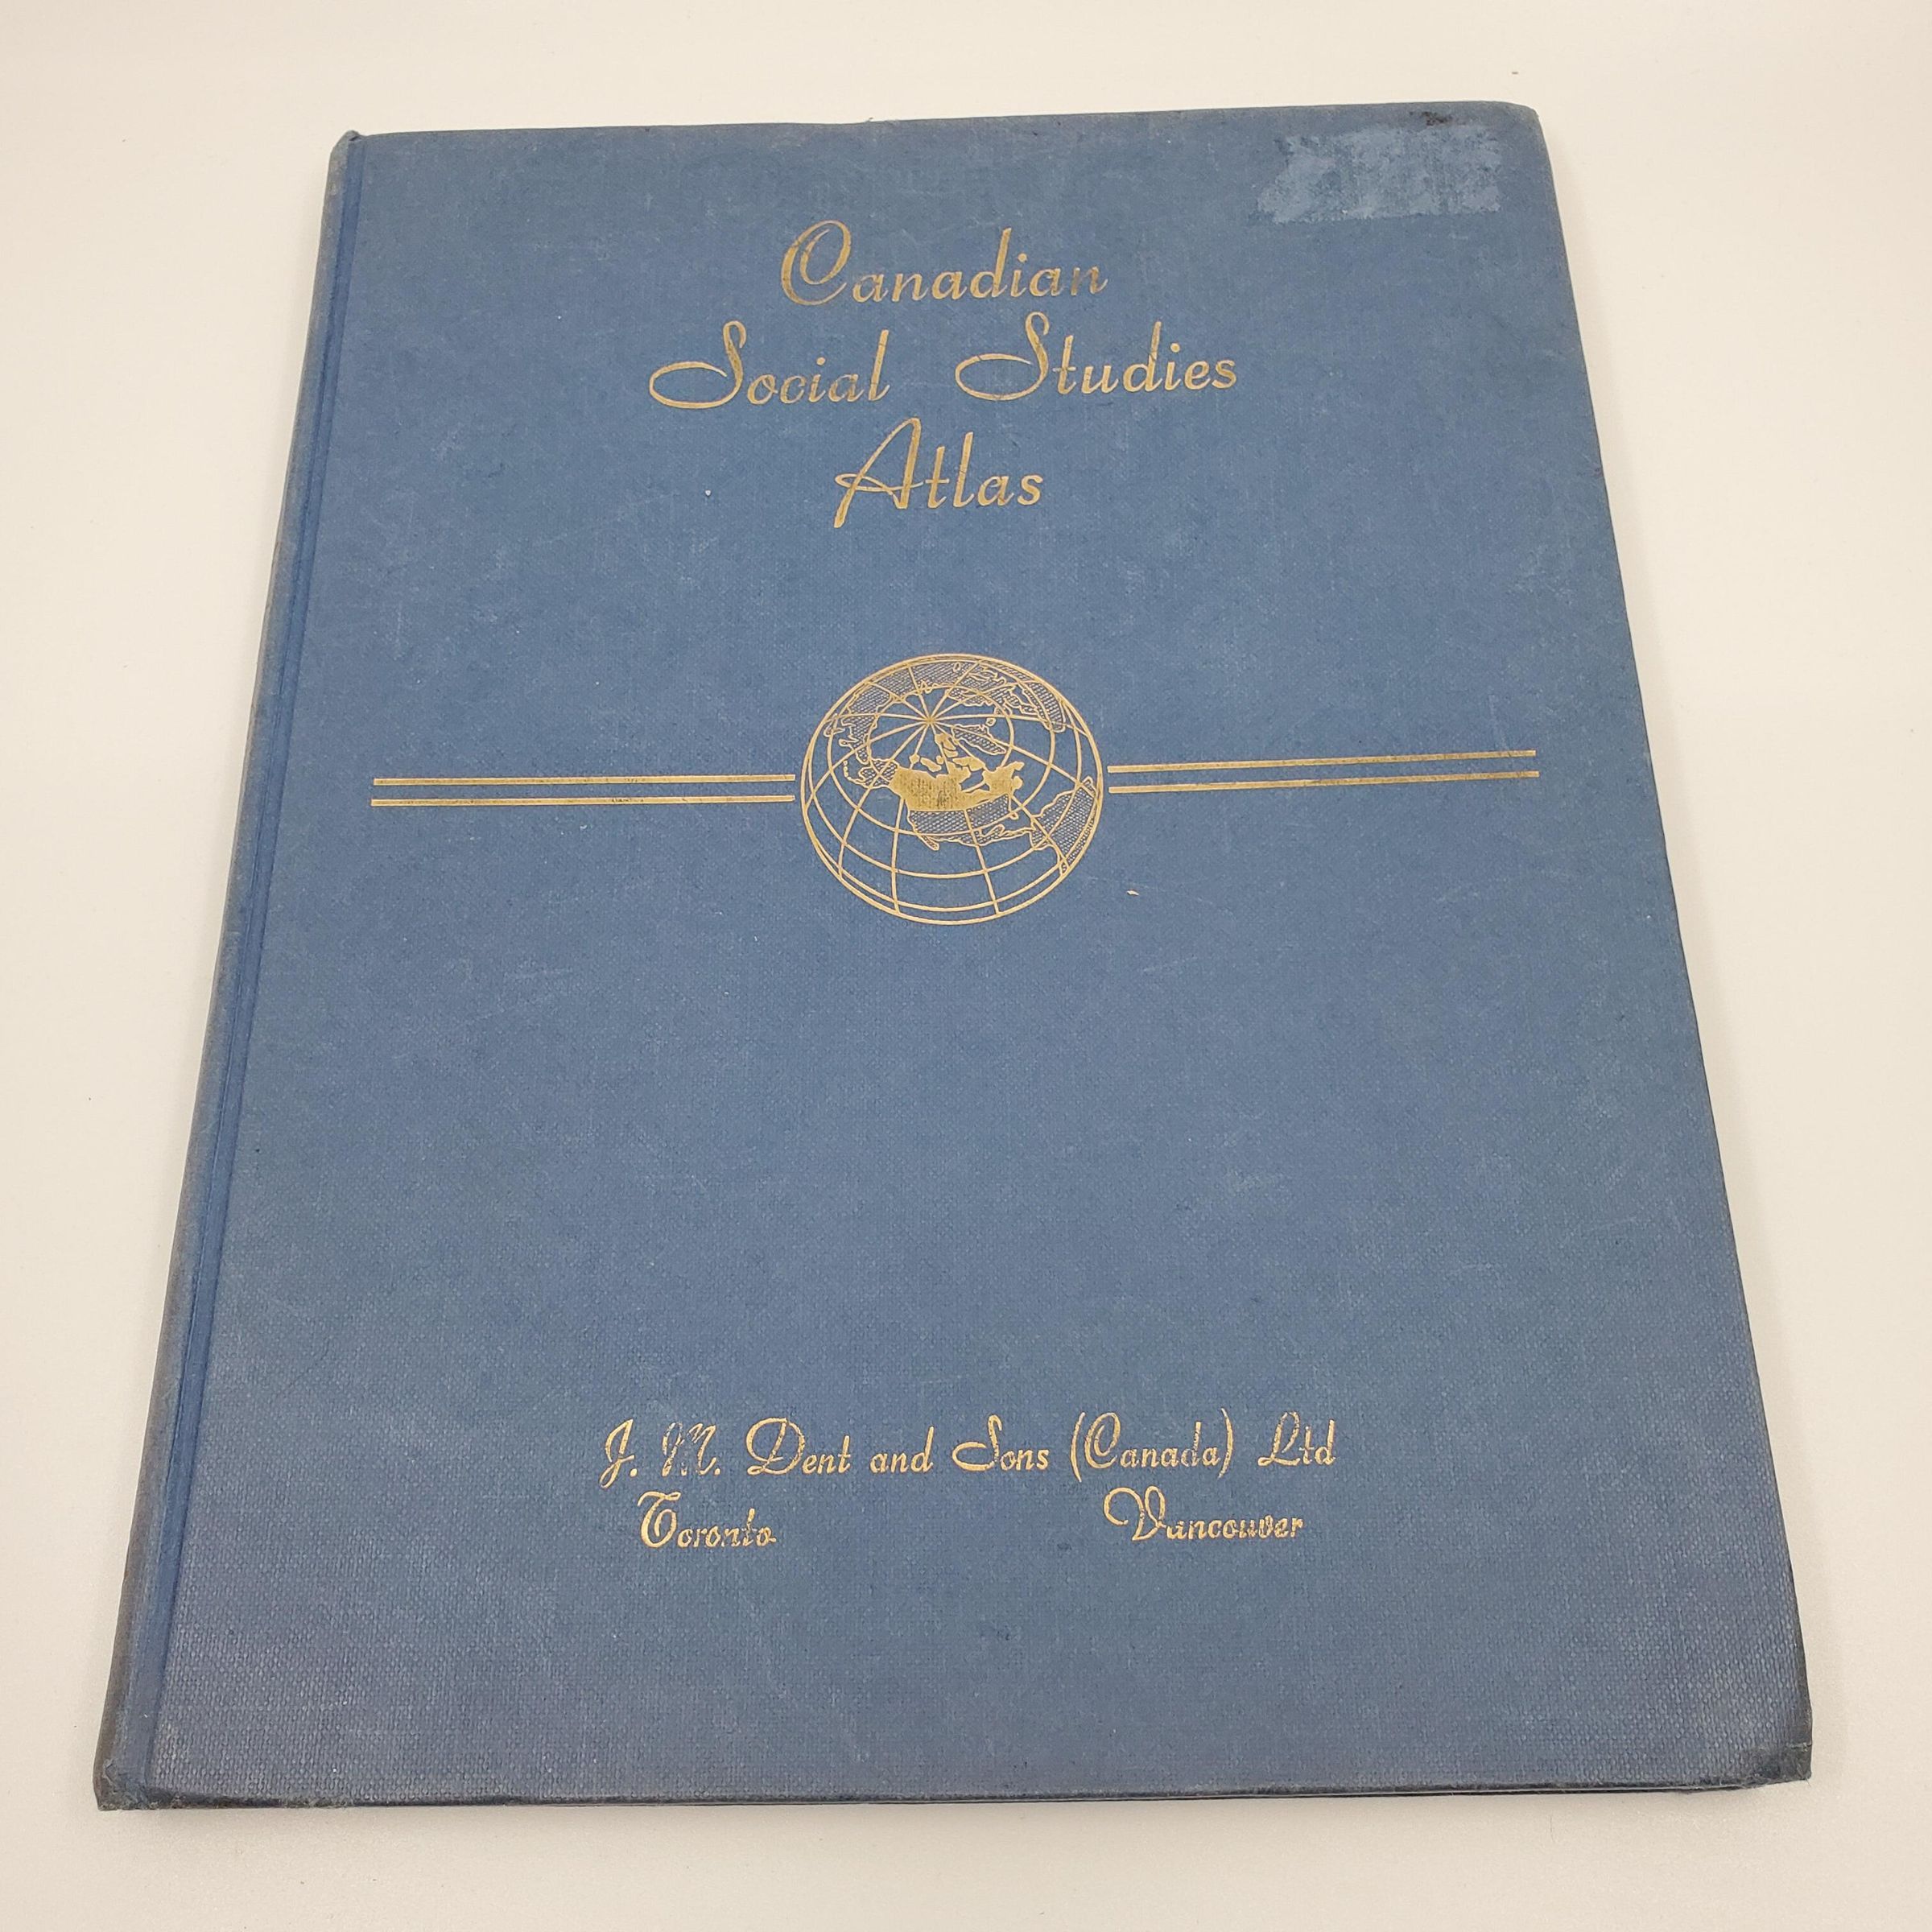 Canadian
Social Studies
Atlas
J. M. Dent and Sons (Canada) Ltd
Toronto Vancouver